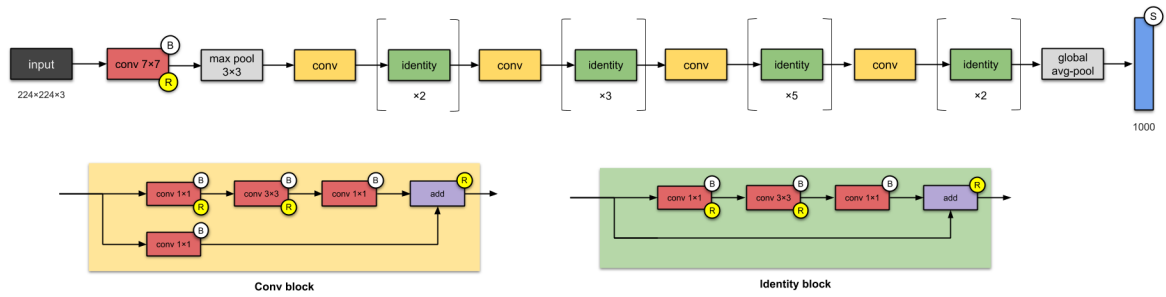 input
224×224×3
conv 7×7
B
R
max pool
3×3
conv
identity
×2
conv
identity
×3
conv
identity
×5
conv
identity
×2
global
avg-pool
S
1000
conv 1×1
B
R
conv 3×3
B
R
conv 1×1
B
add
R
conv 1×1
B
Conv block
conv 1×1
B
R
conv 3×3
B
R
conv 1×1
B
add
R
Identity block